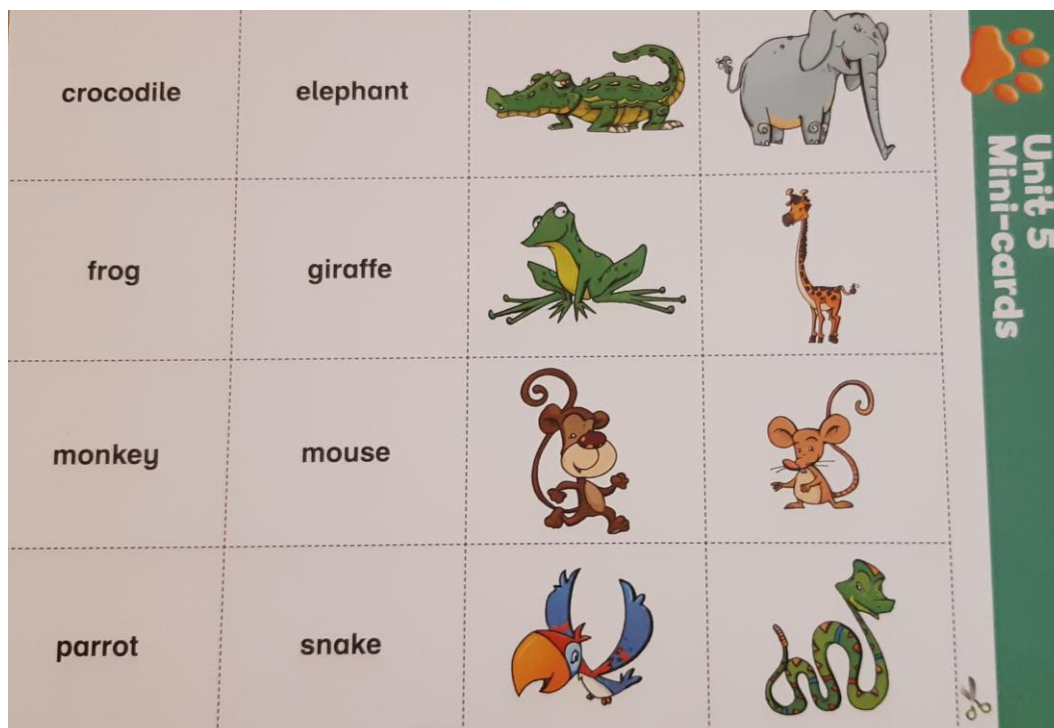 crocodile elephant
frog giraffe
monkey mouse
parrot snake
Unit 5
Mini-cards